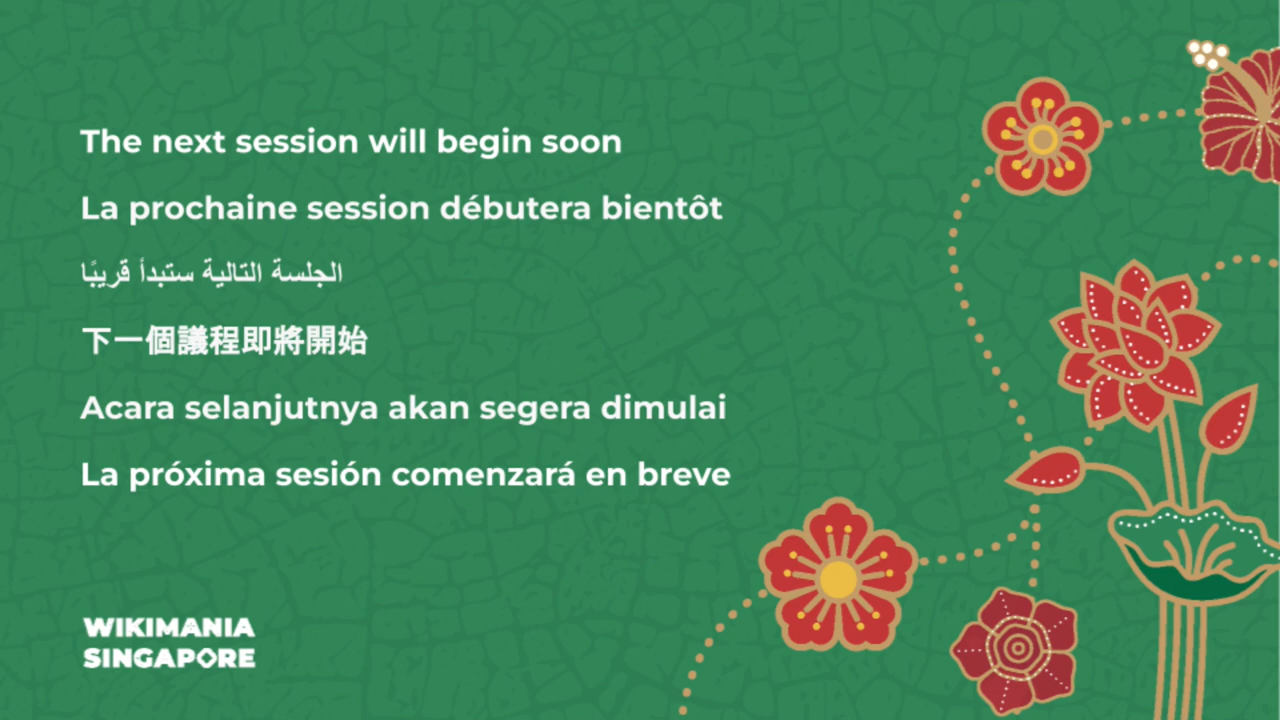 The next session will begin soon
La prochaine session débutera bientôt
الجلسة التالية ستبدأ قريبًا
下一個議程即將開始
Acara selanjutnya akan segera dimulai
La próxima sesión comenzará en breve
WIKIMANIA
SINGAPORE